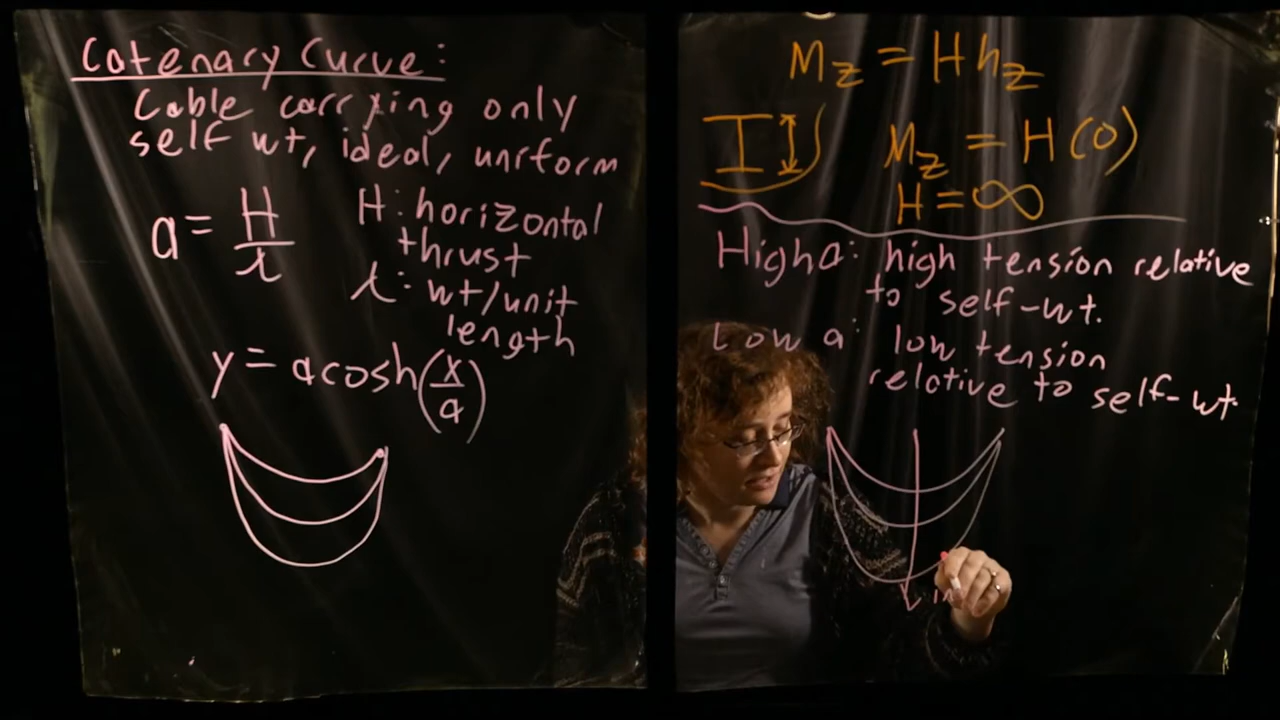 Catenary Curve:
Cable carrying only
self wt, ideal, uniform
a = H/λ
H: horizontal
thrust
λ: wt/unit
length
y = a cosh(x/a)
Mz = H hz
Mz = H(0)
H = ∞
High a: high tension relative
to self-wt.
Low a: low tension
relative to self-wt.